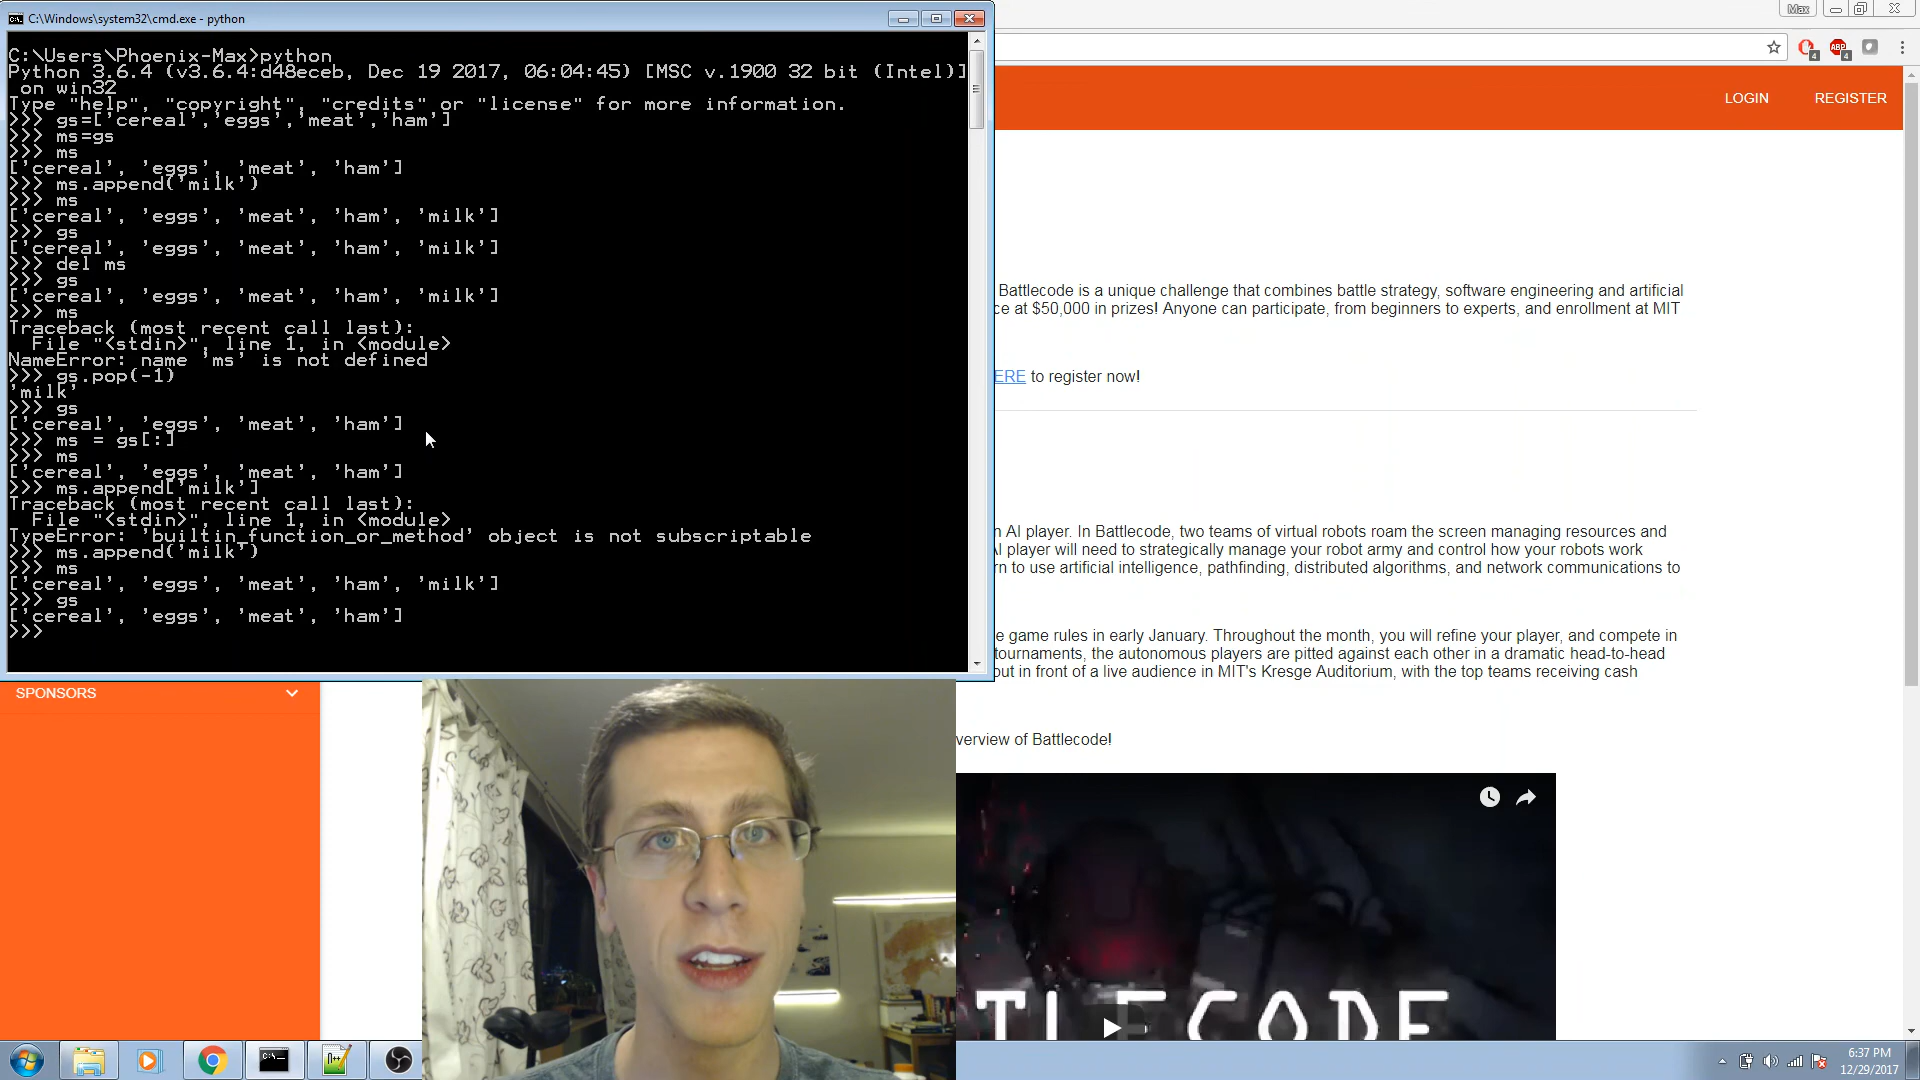 C:\Windows\system32\cmd.exe - python
C:\Users\Phoenix-Max>python
Python 3.6.4 (v3.6.4:d48eceb, Dec 19 2017, 06:04:45) [MSC v.1900 32 bit (Intel)]
on win32
Type "help", "copyright", "credits" or "license" for more information.
>>> gs=['cereal','eggs','meat','ham']
>>> ms=gs
>>> ms
['cereal', 'eggs', 'meat', 'ham']
>>> ms.append('milk')
>>> ms
['cereal', 'eggs', 'meat', 'ham', 'milk']
>>> gs
['cereal', 'eggs', 'meat', 'ham', 'milk']
>>> del ms
>>> gs
['cereal', 'eggs', 'meat', 'ham', 'milk']
>>> ms
Traceback (most recent call last):
  File "<stdin>", line 1, in <module>
NameError: name 'ms' is not defined
>>> gs.pop(-1)
'milk'
>>> gs
['cereal', 'eggs', 'meat', 'ham']
>>> ms = gs[:]
>>> ms
['cereal', 'eggs', 'meat', 'ham']
>>> ms.append['milk']
Traceback (most recent call last):
  File "<stdin>", line 1, in <module>
TypeError: 'builtin_function_or_method' object is not subscriptable
>>> ms.append('milk')
>>> ms
['cereal', 'eggs', 'meat', 'ham', 'milk']
>>> gs
['cereal', 'eggs', 'meat', 'ham']
>>>
Max
4
ABP
4
LOGIN
REGISTER
Battlecode is a unique challenge that combines battle strategy, software engineering and artificial
ce at $50,000 in prizes! Anyone can participate, from beginners to experts, and enrollment at MIT
ERE to register now!
n AI player. In Battlecode, two teams of virtual robots roam the screen managing resources and
AI player will need to strategically manage your robot army and control how your robots work
rn to use artificial intelligence, pathfinding, distributed algorithms, and network communications to
e game rules in early January. Throughout the month, you will refine your player, and compete in
tournaments, the autonomous players are pitted against each other in a dramatic head-to-head
out in front of a live audience in MIT's Kresge Auditorium, with the top teams receiving cash
verview of Battlecode!
TLECODE
SPONSORS
6:37 PM
12/29/2017